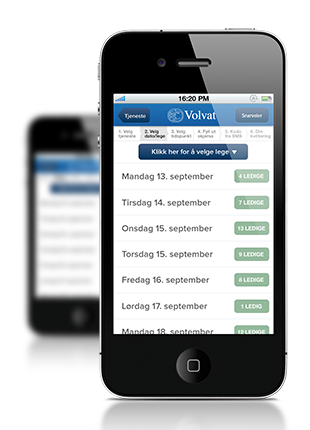 16:20 PM
Tjeneste Volvat Snarveier
1. Velg tjeneste
2. Velg dato/lege
3. Velg tidspunkt
4. Fyll ut skjema
5. Kode fra SMS
6. Din vurdering
Klikk her for å velge lege
Mandag 13. september 4 LEDIGE
Tirsdag 14. september 7 LEDIGE
Onsdag 15. september 13 LEDIGE
Torsdag 15. september 9 LEDIGE
Fredag 16 september 8 LEDIGE
Lørdag 17. september 1 LEDIG
Mandag 18. september 12 LEDIGE